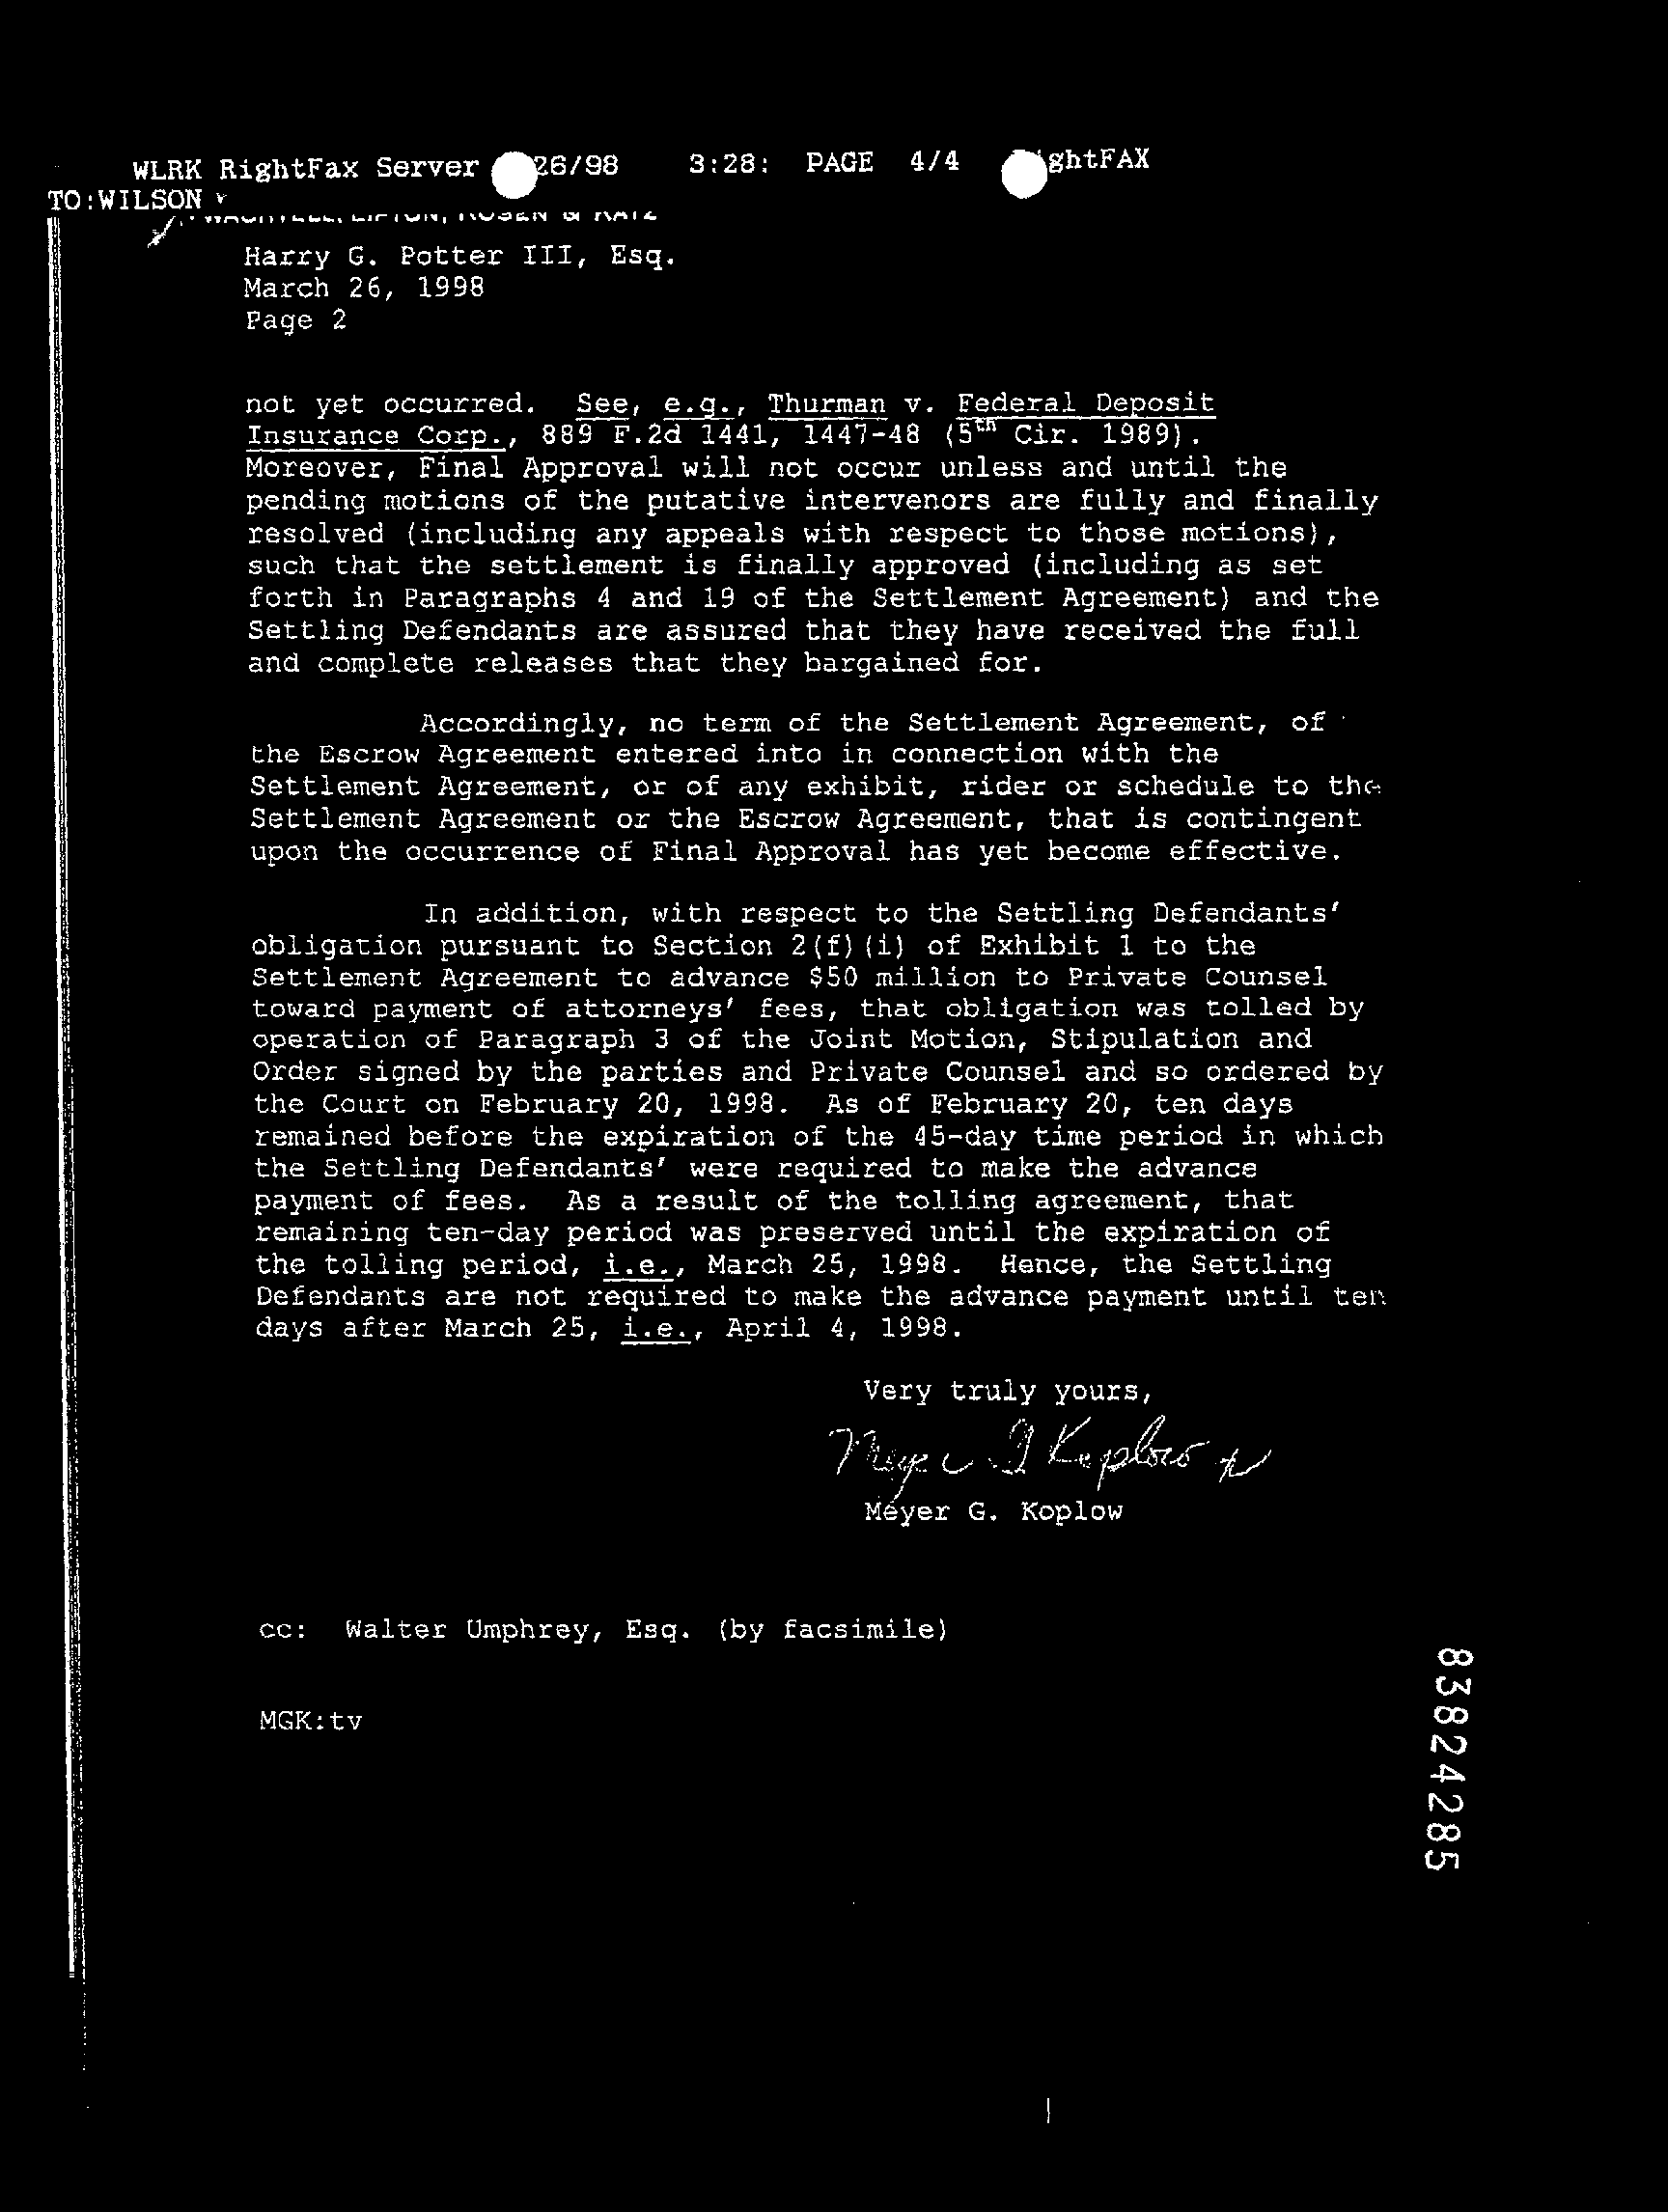 WLRK RightFax Server 26/98 3:28: PAGE 4/4 ghtFAX
TO:WILSON
WACHTELL, LIPTON, ROSEN & KATZ
Harry G. Potter III, Esq.
March 26, 1998
Page 2
not yet occurred. See, e.g., Thurman v. Federal Deposit
Insurance Corp., 889 F.2d 1441, 1447-48 (5th Cir. 1989).
Moreover, Final Approval will not occur unless and until the
pending motions of the putative intervenors are fully and finally
resolved (including any appeals with respect to those motions),
such that the settlement is finally approved (including as set
forth in Paragraphs 4 and 19 of the Settlement Agreement) and the
Settling Defendants are assured that they have received the full
and complete releases that they bargained for.
Accordingly, no term of the Settlement Agreement, of
the Escrow Agreement entered into in connection with the
Settlement Agreement, or of any exhibit, rider or schedule to the
Settlement Agreement or the Escrow Agreement, that is contingent
upon the occurrence of Final Approval has yet become effective.
In addition, with respect to the Settling Defendants'
obligation pursuant to Section 2(f)(i) of Exhibit 1 to the
Settlement Agreement to advance $50 million to Private Counsel
toward payment of attorneys' fees, that obligation was tolled by
operation of Paragraph 3 of the Joint Motion, Stipulation and
Order signed by the parties and Private Counsel and so ordered by
the Court on February 20, 1998. As of February 20, ten days
remained before the expiration of the 45-day time period in which
the Settling Defendants' were required to make the advance
payment of fees. As a result of the tolling agreement, that
remaining ten-day period was preserved until the expiration of
the tolling period, i.e., March 25, 1998. Hence, the Settling
Defendants are not required to make the advance payment until ten
days after March 25, i.e., April 4, 1998.
Very truly yours,
Meyer G Koplow
Meyer G. Koplow
cc: Walter Umphrey, Esq. (by facsimile)
MGK:tv
83824285